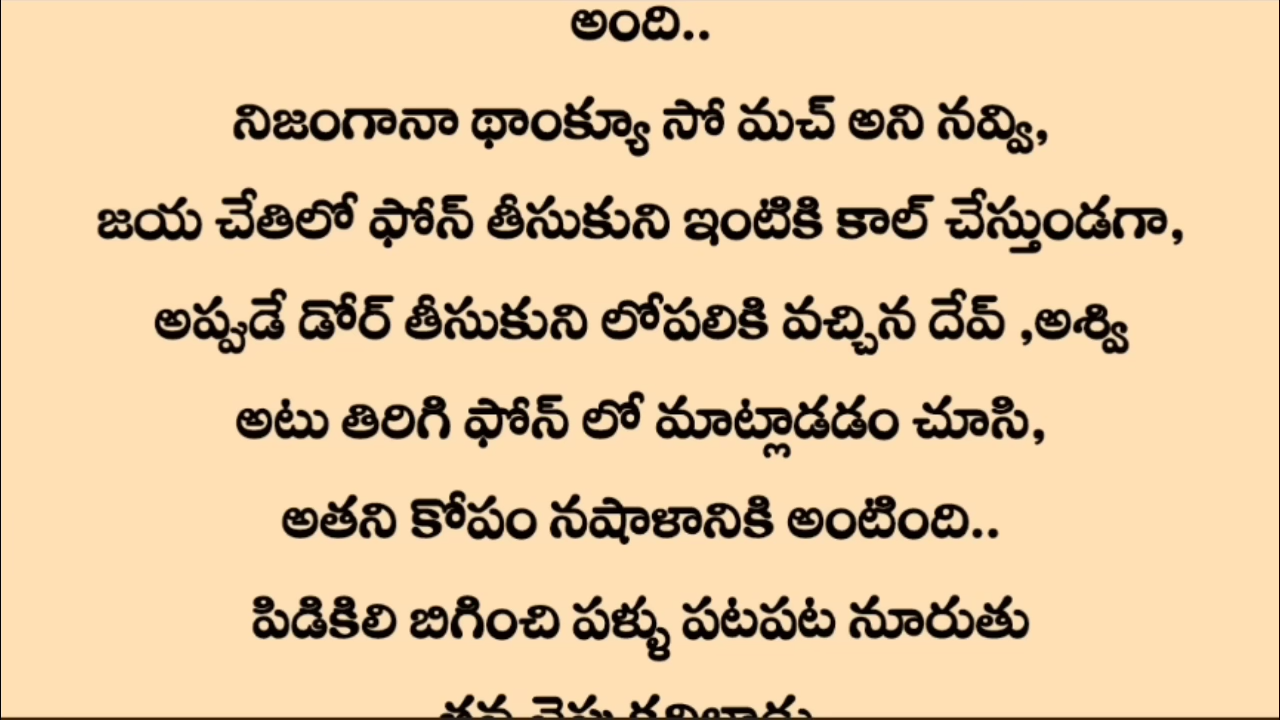 అంది..
నిజంగానా థాంక్యూ సో మచ్ అని నవ్వి,
జయ చేతిలో ఫోన్ తీసుకుని ఇంటికి కాల్ చేస్తుండగా,
అప్పుడే డోర్ తీసుకుని లోపలికి వచ్చిన దేవ్ ,అశ్వి
అటు తిరిగి ఫోన్ లో మాట్లాడడం చూసి,
అతని కోపం నషాళానికి అంటింది..
పిడికిలి బిగించి పళ్ళు పటపట నూరుతు